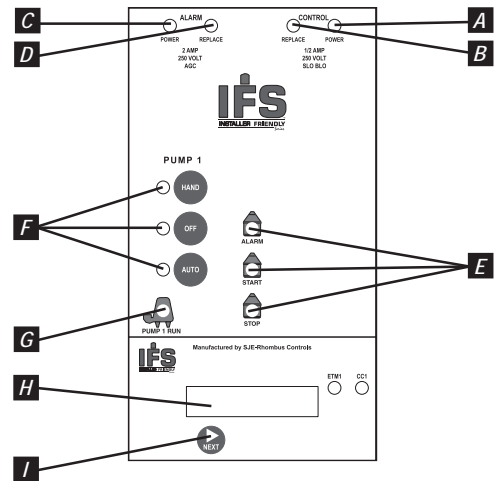 C ALARM CONTROL A
D POWER REPLACE REPLACE POWER B
2 AMP 1/2 AMP
250 VOLT 250 VOLT
AGC SLO BLO
IFS
INSTALLER FRIENDLY
PUMP 1
HAND
F OFF
ALARM
E
AUTO
START
G
PUMP 1 RUN STOP
IFS Manufactured by SJE-Rhombus Controls
ETM1 CC1
H
I NEXT